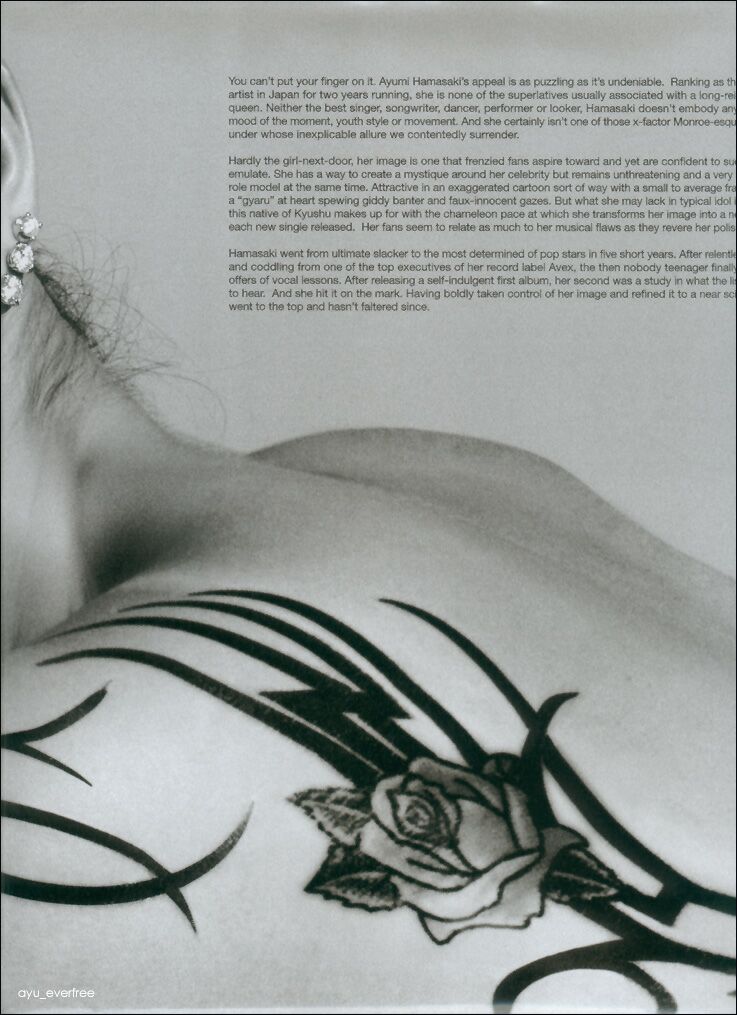 You can't put your finger on it. Ayumi Hamasaki's appeal is as puzzling as it's undeniable. Ranking as th
artist in Japan for two years running, she is none of the superlatives usually associated with a long-rei
queen. Neither the best singer, songwriter, dancer, performer or looker, Hamasaki doesn't embody any
mood of the moment, youth style or movement. And she certainly isn't one of those x-factor Monroe-esqu
under whose inexplicable allure we contentedly surrender.
Hardly the girl-next-door, her image is one that frenzied fans aspire toward and yet are confident to su
emulate. She has a way to create a mystique around her celebrity but remains unthreatening and a very
role model at the same time. Attractive in an exaggerated cartoon sort of way with a small to average fra
a "gyaru" at heart spewing giddy banter and faux-innocent gazes. But what she may lack in typical idol
this native of Kyushu makes up for with the chameleon pace at which she transforms her image into a n
each new single released. Her fans seem to relate as much to her musical flaws as they revere her polis
Hamasaki went from ultimate slacker to the most determined of pop stars in five short years. After relentle
and coddling from one of the top executives of her record label Avex, the then nobody teenager finally
offers of vocal lessons. After releasing a self-indulgent first album, her second was a study in what the li
to hear. And she hit it on the mark. Having boldly taken control of her image and refined it to a near sci
went to the top and hasn't faltered since.
ayu_everfree